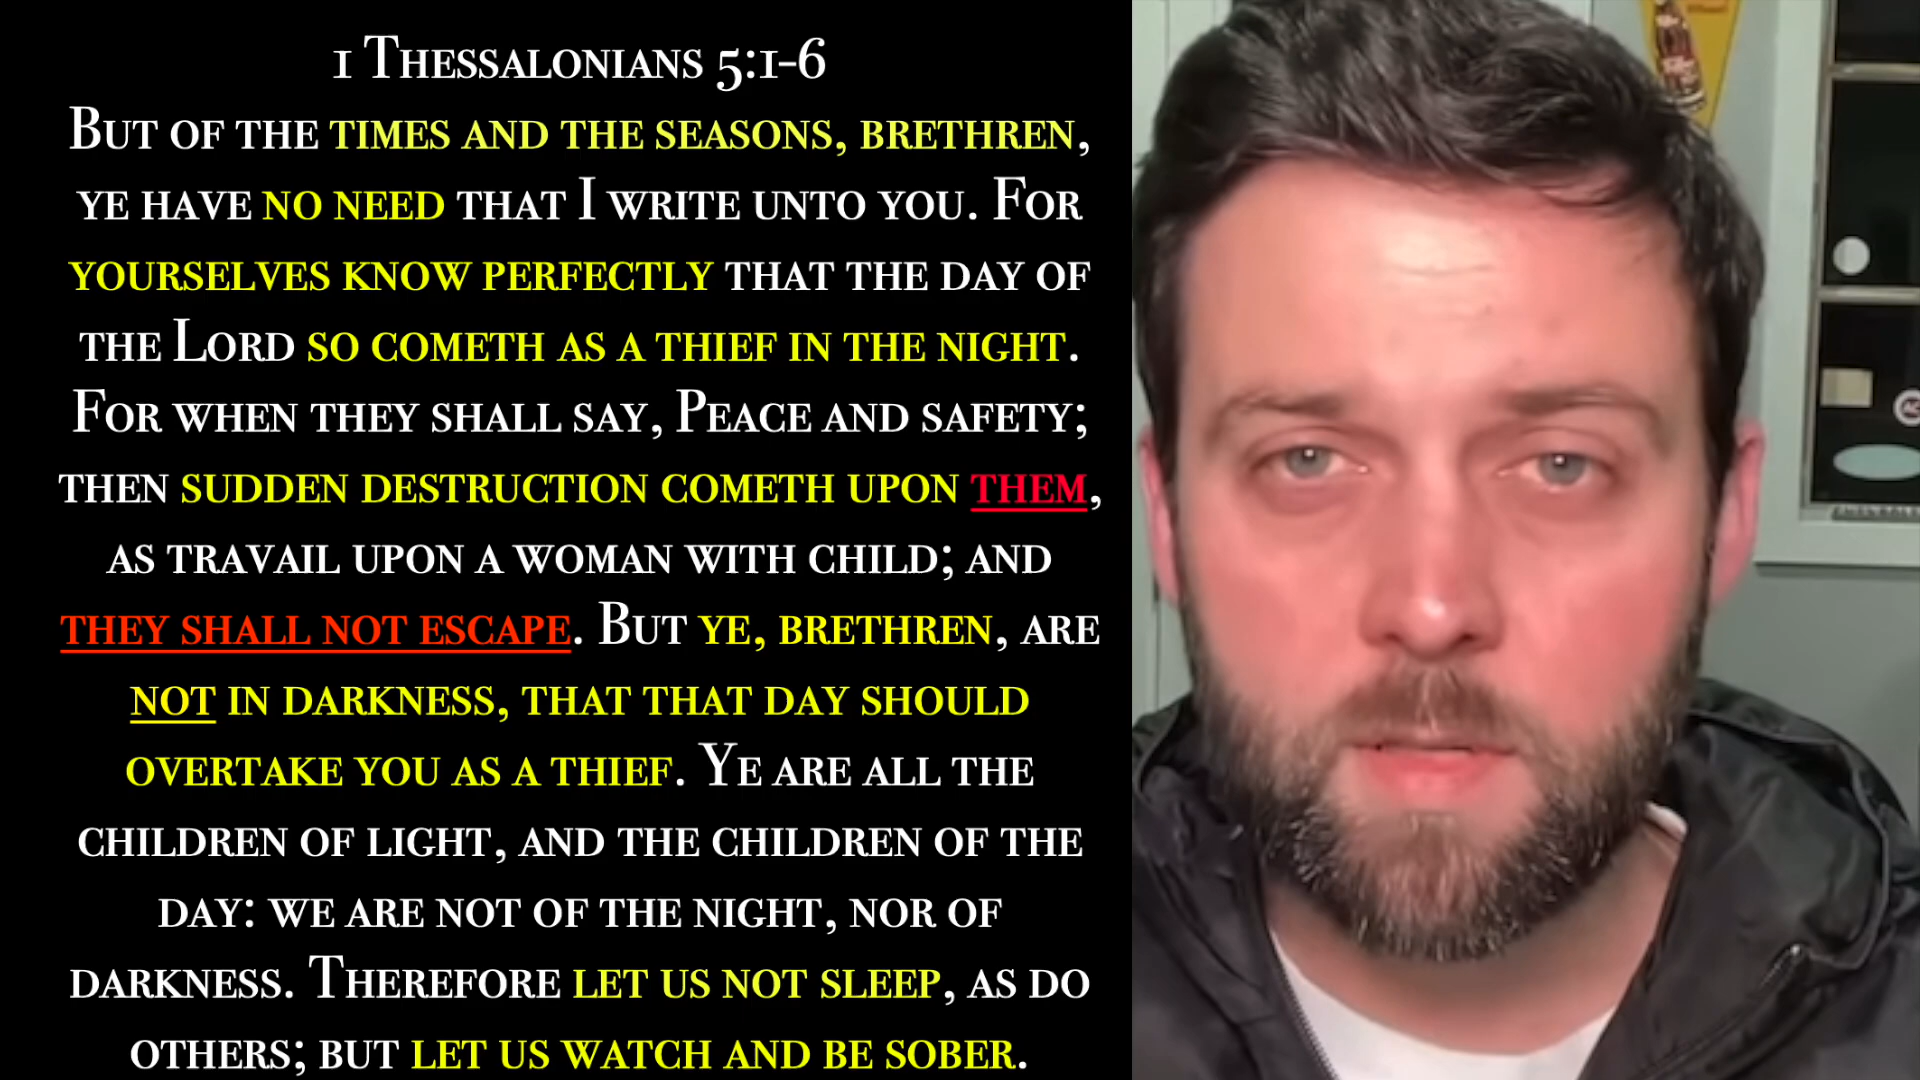 1 Thessalonians 5:1-6
But of the times and the seasons, brethren,
ye have no need that I write unto you. For
yourselves know perfectly that the day of
the Lord so cometh as a thief in the night.
For when they shall say, Peace and safety;
then sudden destruction cometh upon them,
as travail upon a woman with child; and
they shall not escape. But ye, brethren, are
not in darkness, that that day should
overtake you as a thief. Ye are all the
children of light, and the children of the
day: we are not of the night, nor of
darkness. Therefore let us not sleep, as do
others; but let us watch and be sober.